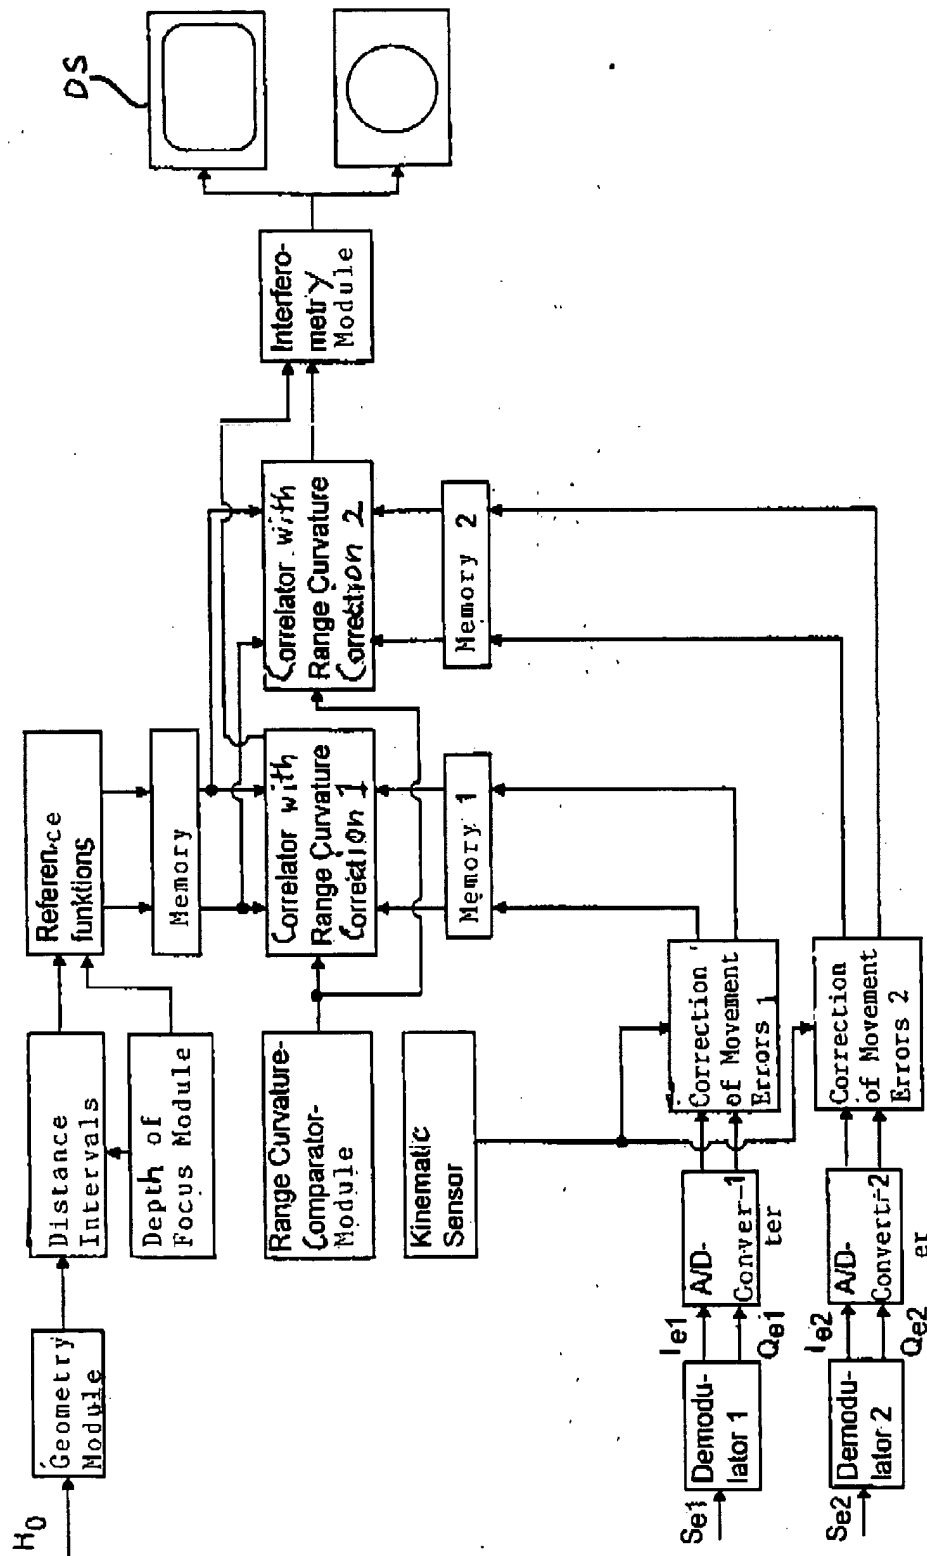 H0
Geometry
Module
Distance
Intervals
Reference
funktions
DS
Depth of
Focus Module
Memory
Range Curvature-
Comparator-
Module
Correlator with
Range Curvature
Correction 1
Correlator with
Range Curvature
Correction 2
Interfero-
metry
Module
Kinematic
Sensor
Memory 1
Memory 2
Se1
Demodu-
lator 1
Ie1
Qe1
A/D-
Conver-1
ter
Correction
of Movement
Errors 1
Se2
Demodu-
lator 2
Ie2
Qe2
A/D-
Convert-2
er
Correction
of Movement
Errors 2